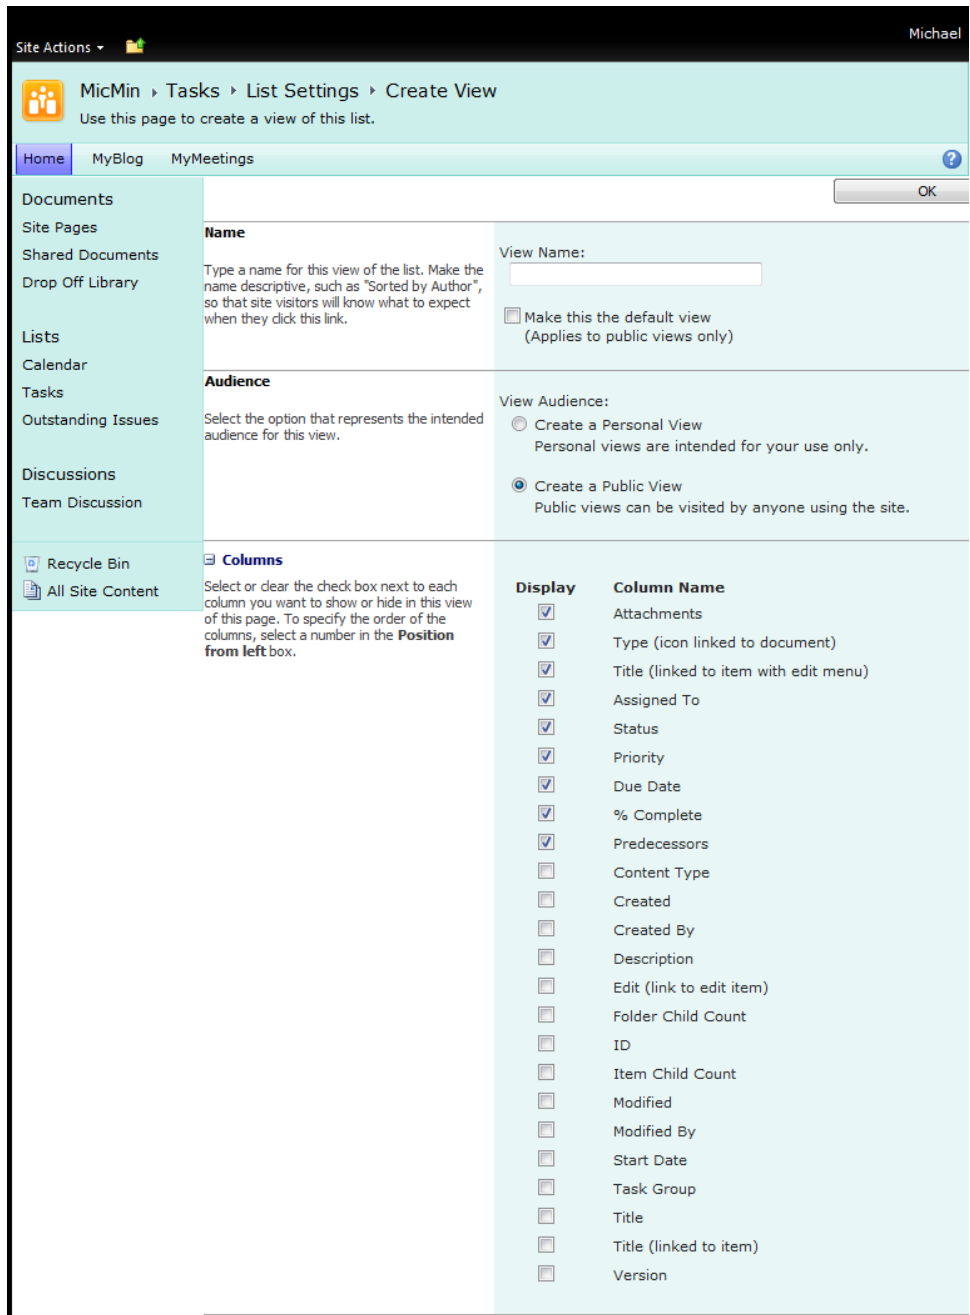 Michael
Site Actions
MicMin Tasks List Settings Create View
Use this page to create a view of this list.
Home MyBlog MyMeetings
OK
Documents
Site Pages
Shared Documents
Drop Off Library
Lists
Calendar
Tasks
Outstanding Issues
Discussions
Team Discussion
Recycle Bin
All Site Content
Name
Type a name for this view of the list. Make the
name descriptive, such as "Sorted by Author",
so that site visitors will know what to expect
when they click this link.
View Name:
Make this the default view
(Applies to public views only)
Audience
Select the option that represents the intended
audience for this view.
View Audience:
Create a Personal View
Personal views are intended for your use only.
Create a Public View
Public views can be visited by anyone using the site.
Columns
Select or clear the check box next to each
column you want to show or hide in this view
of this page. To specify the order of the
columns, select a number in the Position
from left box.
Display Column Name
Attachments
Type (icon linked to document)
Title (linked to item with edit menu)
Assigned To
Status
Priority
Due Date
% Complete
Predecessors
Content Type
Created
Created By
Description
Edit (link to edit item)
Folder Child Count
ID
Item Child Count
Modified
Modified By
Start Date
Task Group
Title
Title (linked to item)
Version